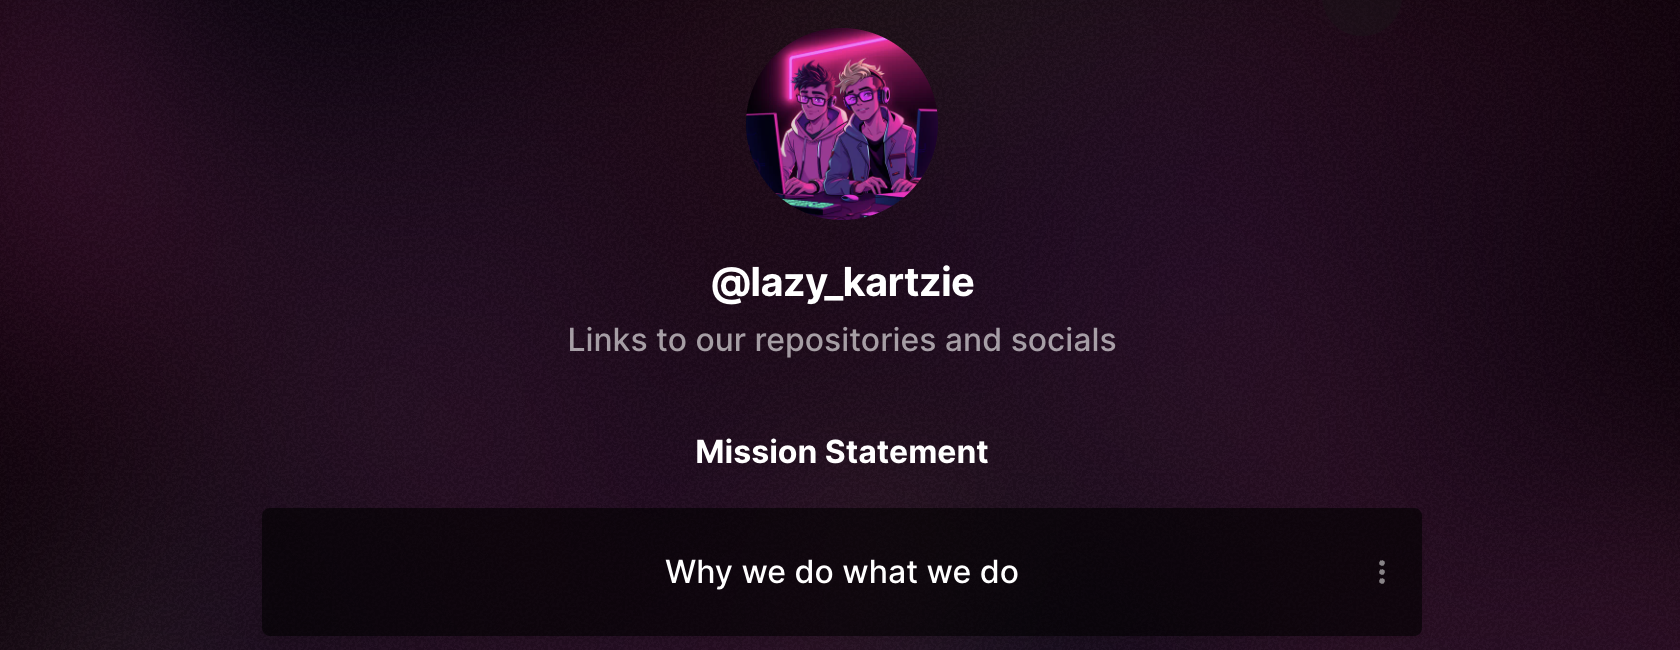 @lazy_kartzie
Links to our repositories and socials
Mission Statement
Why we do what we do